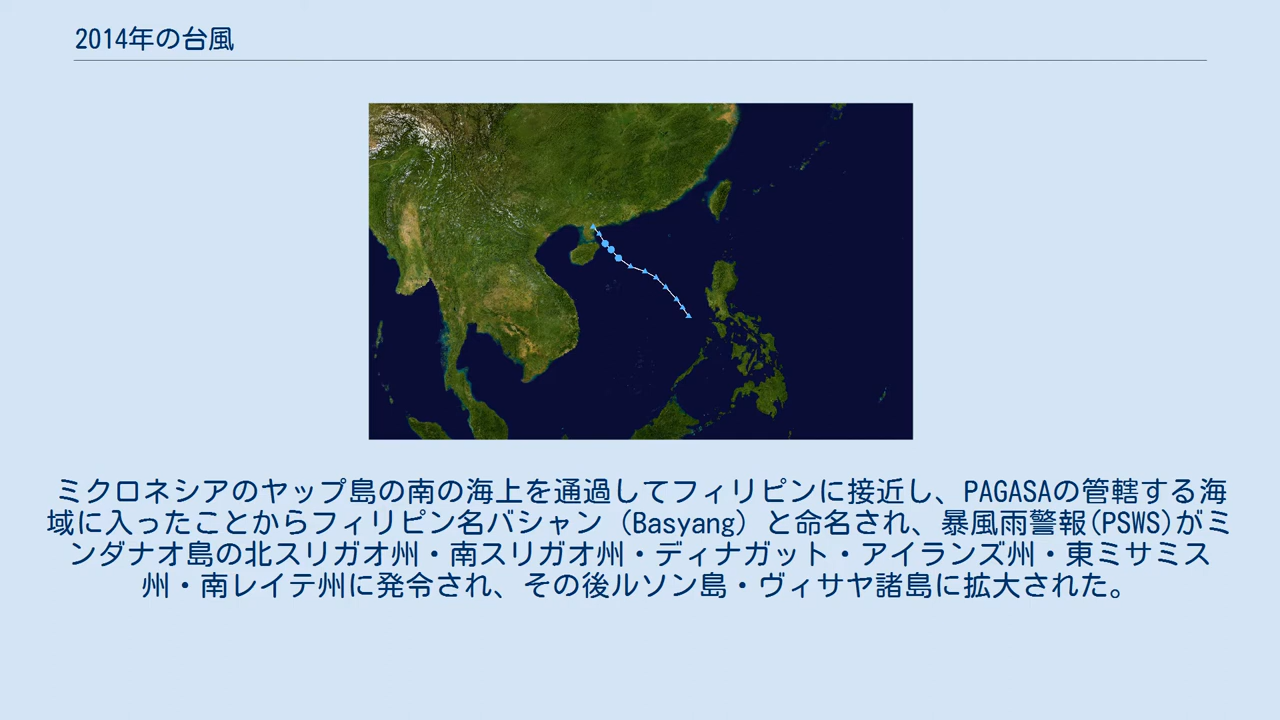 2014年の台風
ミクロネシアのヤップ島の南の海上を通過してフィリピンに接近し、PAGASAの管轄する海
域に入ったことからフィリピン名バシャン（Basyang）と命名され、暴風雨警報(PSWS)がミ
ンダナオ島の北スリガオ州・南スリガオ州・ディナガット・アイランズ州・東ミサミス
州・南レイテ州に発令され、その後ルソン島・ヴィサヤ諸島に拡大された。